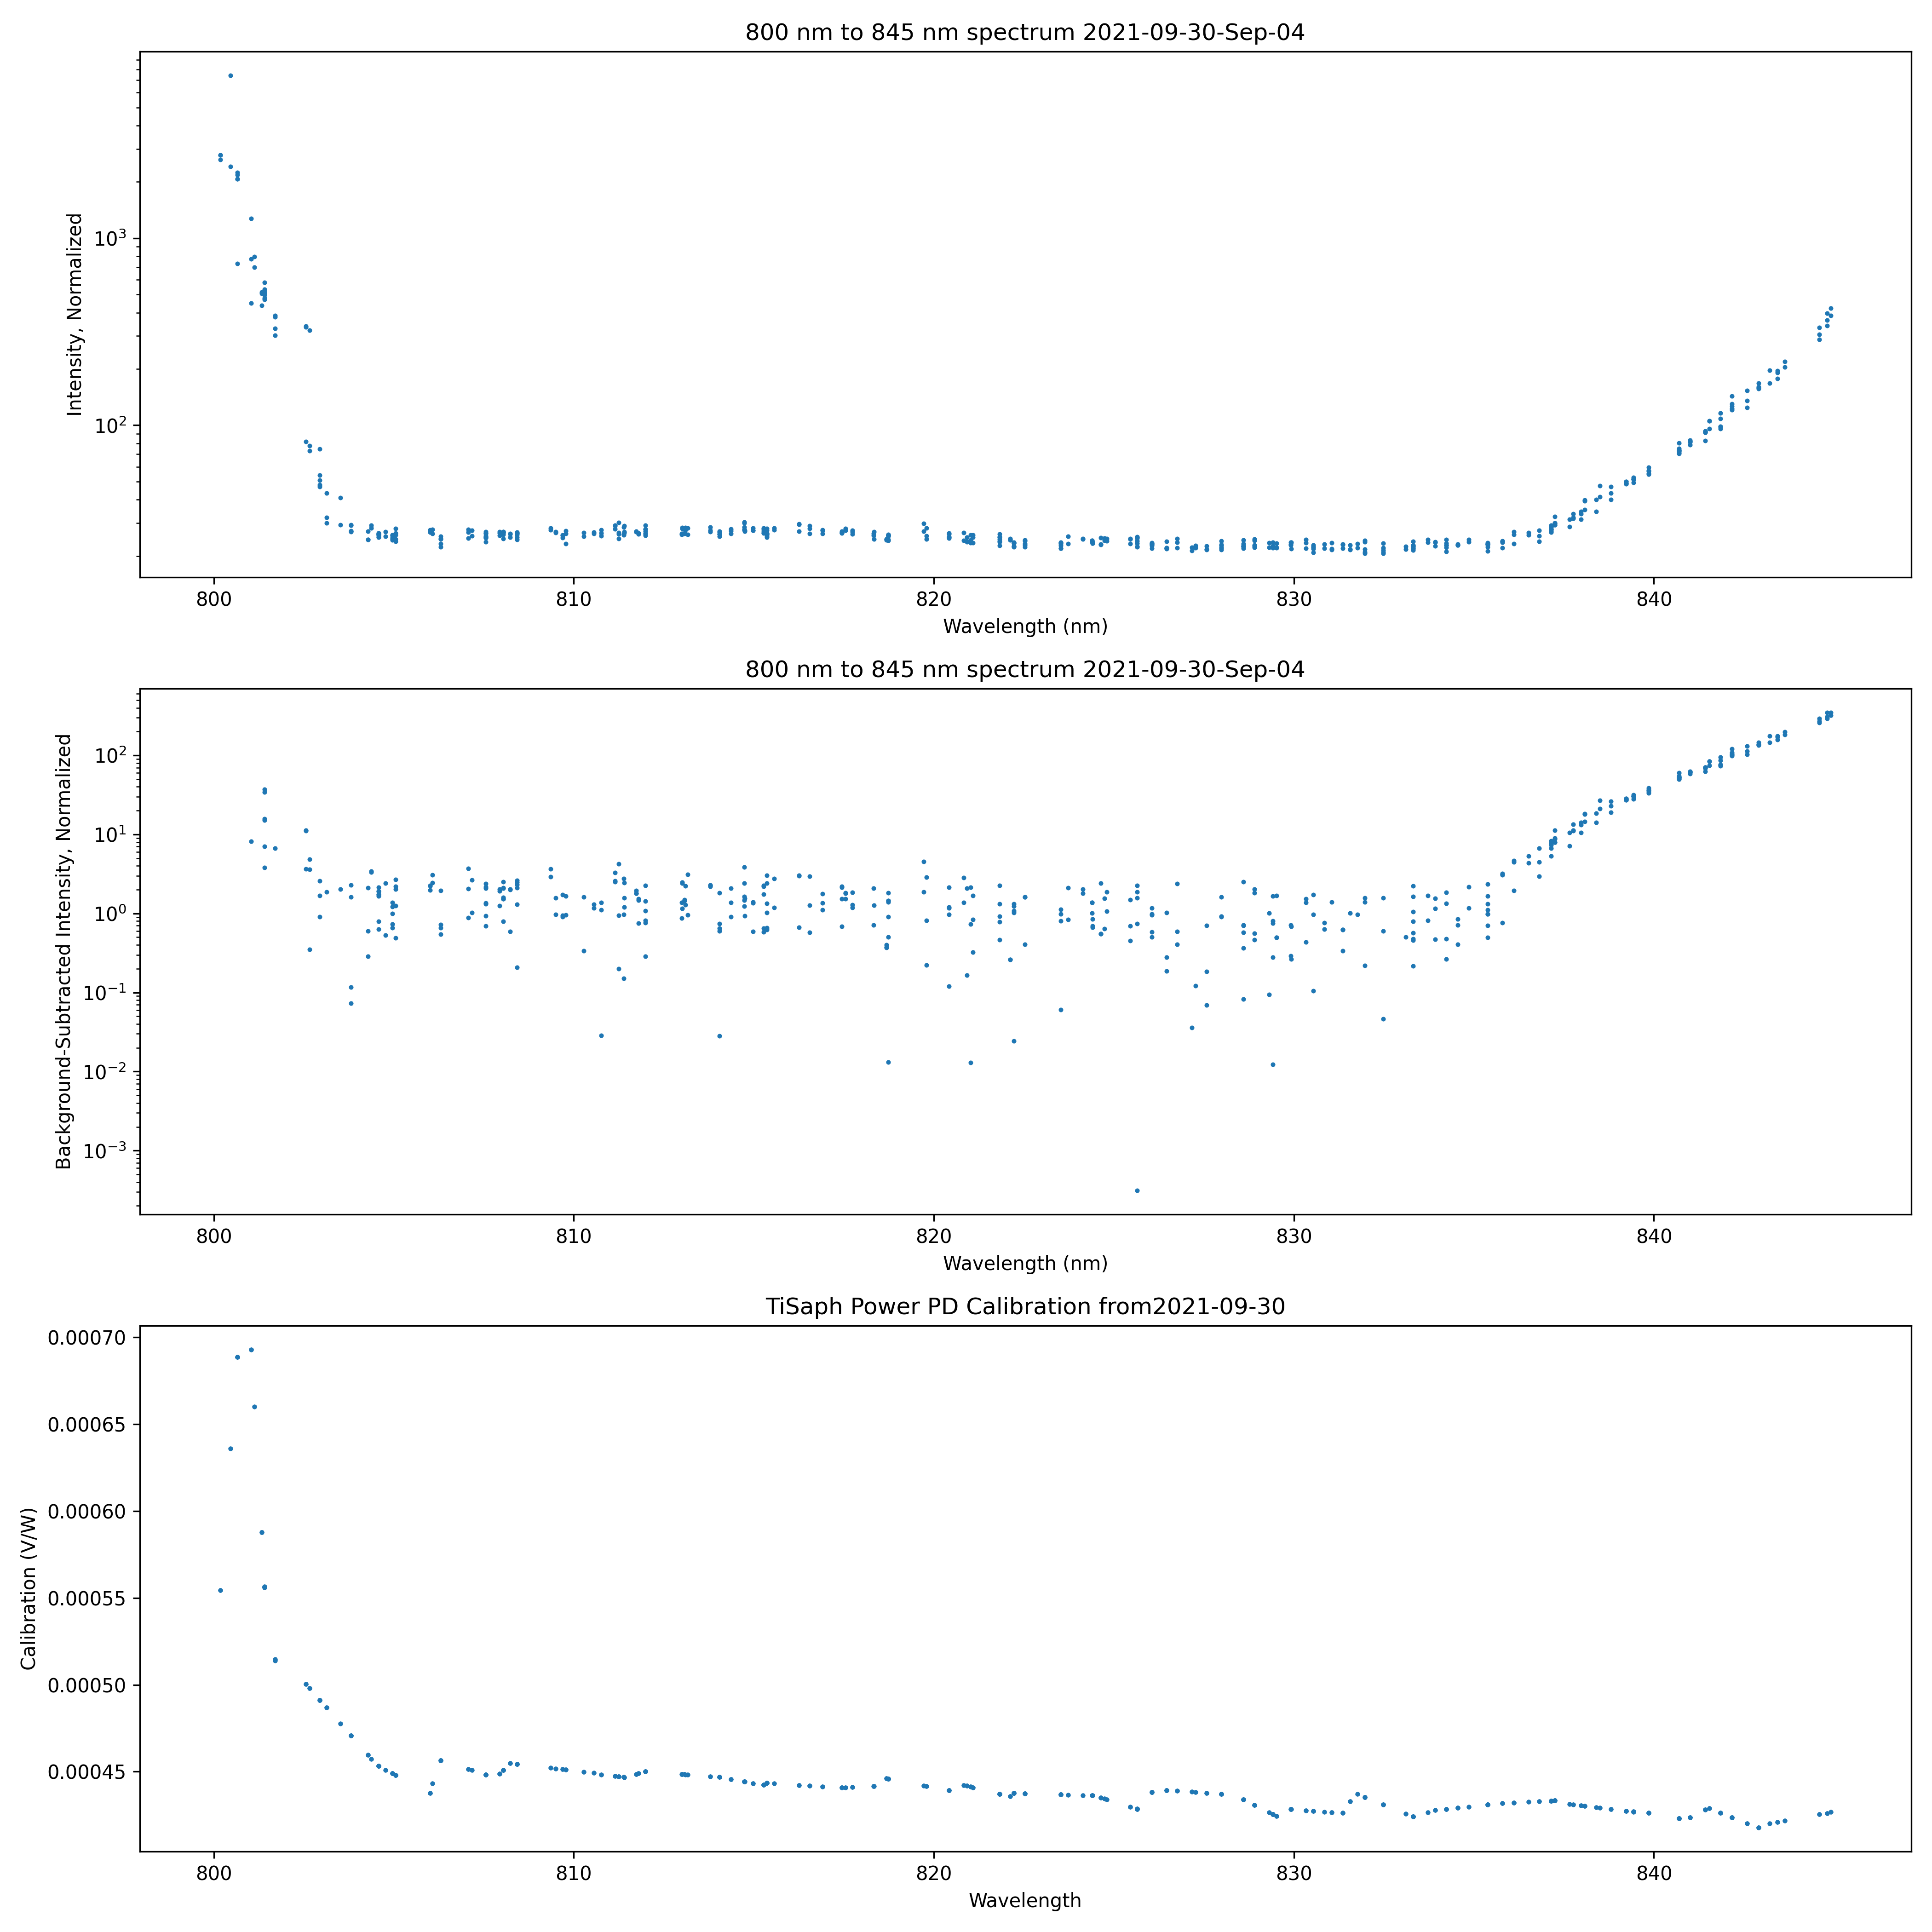 800 nm to 845 nm spectrum 2021-09-30-Sep-04
Intensity, Normalized
10³
10²
800 810 820 830 840
Wavelength (nm)
800 nm to 845 nm spectrum 2021-09-30-Sep-04
Background-Subtracted Intensity, Normalized
10²
10¹
10⁰
10⁻¹
10⁻²
10⁻³
800 810 820 830 840
Wavelength (nm)
TiSaph Power PD Calibration from2021-09-30
Calibration (V/W)
0.00070
0.00065
0.00060
0.00055
0.00050
0.00045
800 810 820 830 840
Wavelength